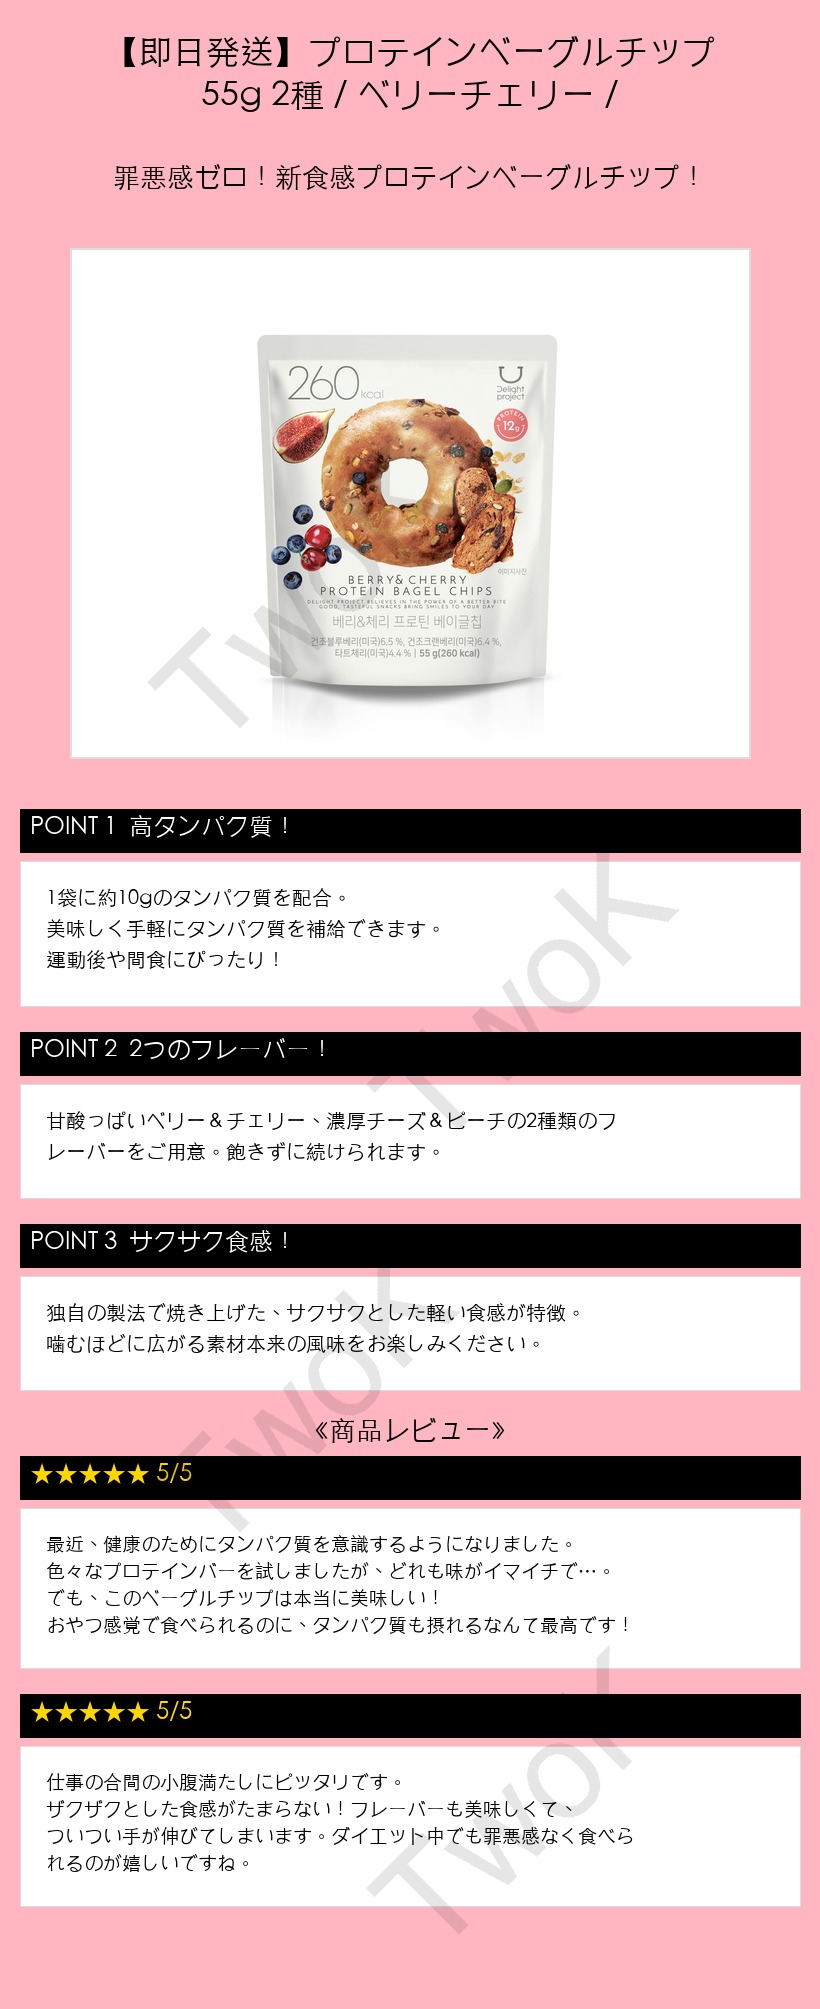 【即日発送】プロテインベーグルチップ
55g 2種 / ベリーチェリー /
罪悪感ゼロ！新食感プロテインベーグルチップ！
260kcal
Delight
project
PROTEIN
12g
이미지사진
BERRY & CHERRY
PROTEIN BAGEL CHIPS
DELIGHT PROJECT BELIEVES IN THE POWER OF A BETTER BITE
GOOD, TASTEFUL SNACKS BRING SMILES TO YOUR DAY
베리&체리 프로틴 베이글칩
건조블루베리(미국)6.5 %, 건조크랜베리(미국)6.4 %,
타트체리(미국)4.4 % | 55 g(260 kcal)
TwoK
POINT 1 高タンパク質！
1袋に約10gのタンパク質を配合。
美味しく手軽にタンパク質を補給できます。
運動後や間食にぴったり！
TwoK
POINT 2 2つのフレーバー！
甘酸っぱいベリー＆チェリー、濃厚チーズ＆ピーチの2種類のフ
レーバーをご用意。飽きずに続けられます。
POINT 3 サクサク食感！
独自の製法で焼き上げた、サクサクとした軽い食感が特徴。
噛むほどに広がる素材本来の風味をお楽しみください。
TwoK
《商品レビュー》
★★★★★ 5/5
最近、健康のためにタンパク質を意識するようになりました。
色々なプロテインバーを試しましたが、どれも味がイマイチで…。
でも、このベーグルチップは本当に美味しい！
おやつ感覚で食べられるのに、タンパク質も摂れるなんて最高です！
★★★★★ 5/5
仕事の合間の小腹満たしにピッタリです。
ザクザクとした食感がたまらない！フレーバーも美味しくて、
ついつい手が伸びてしまいます。ダイエット中でも罪悪感なく食べら
れるのが嬉しいですね。
TwoK